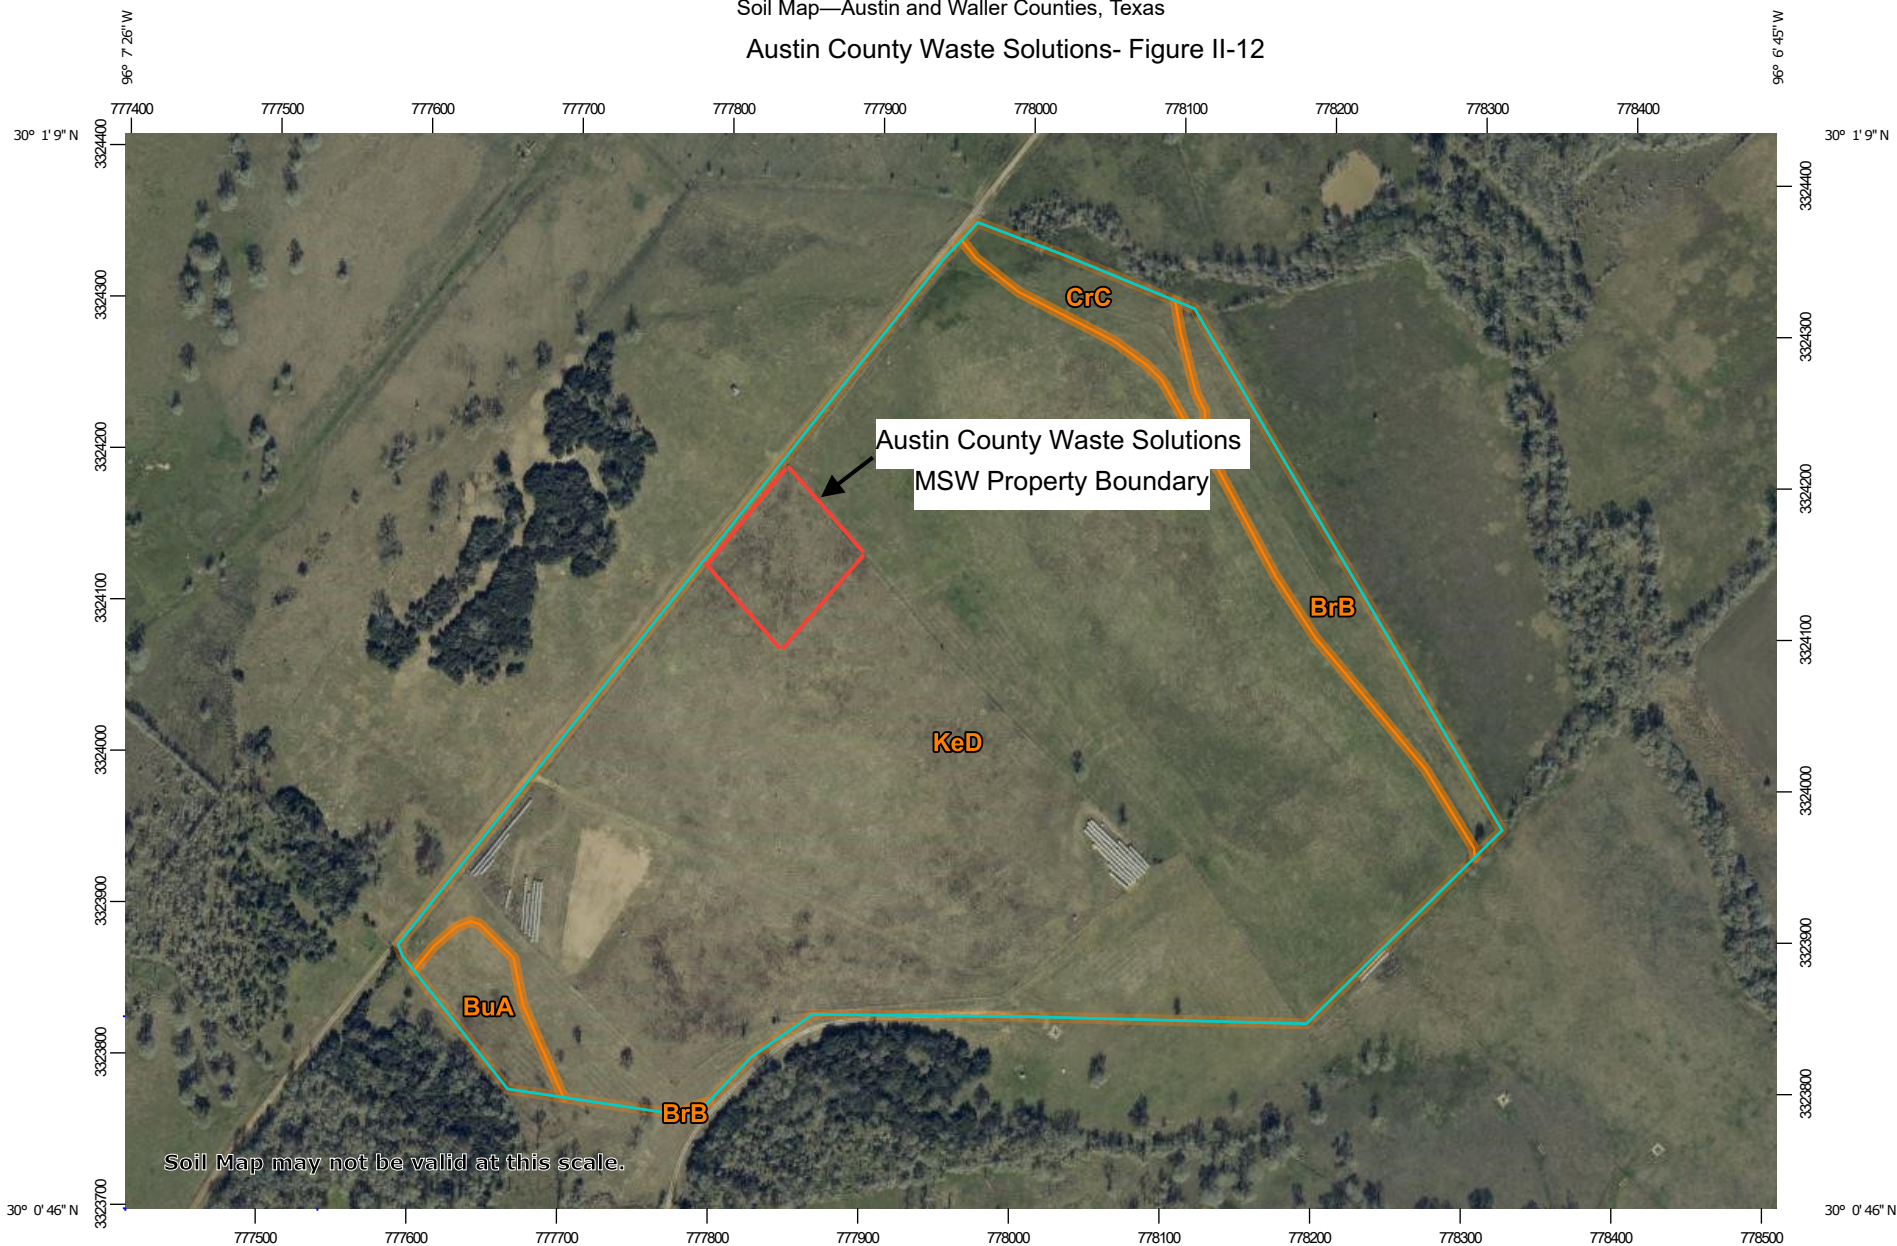 Soil Map—Austin and Waller Counties, Texas
Austin County Waste Solutions- Figure II-12
96° 7' 26'' W
96° 6' 45'' W
777400 777500 777600 777700 777800 777900 778000 778100 778200 778300 778400
30° 1' 9'' N
30° 1' 9'' N
3324400
3324400
3324300
3324300
3324200
3324200
3324100
3324100
3324000
3324000
3323900
3323900
3323800
3323800
3323700
CrC
Austin County Waste Solutions
MSW Property Boundary
BrB
KeD
BuA
BrB
Soil Map may not be valid at this scale.
30° 0' 46'' N
30° 0' 46'' N
777500 777600 777700 777800 777900 778000 778100 778200 778300 778400 778500